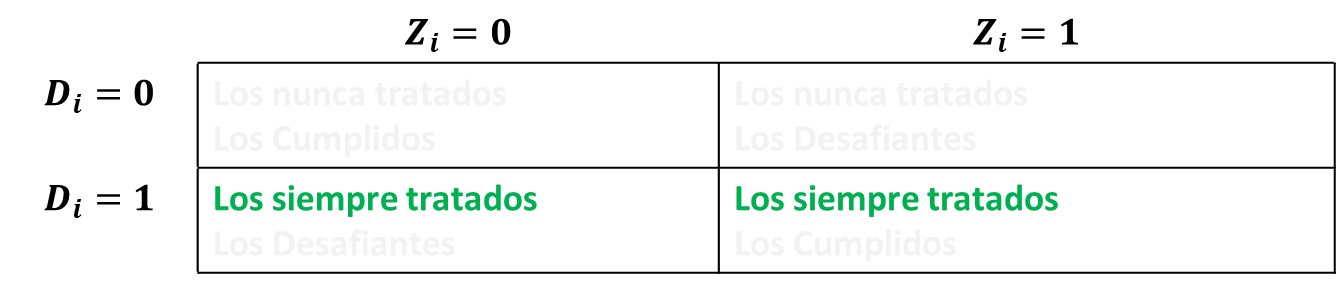 Zᵢ = 0 Zᵢ = 1
Dᵢ = 0 Los nunca tratados Los nunca tratados
Los Cumplidos Los Desafiantes
Dᵢ = 1 Los siempre tratados Los siempre tratados
Los Desafiantes Los Cumplidos